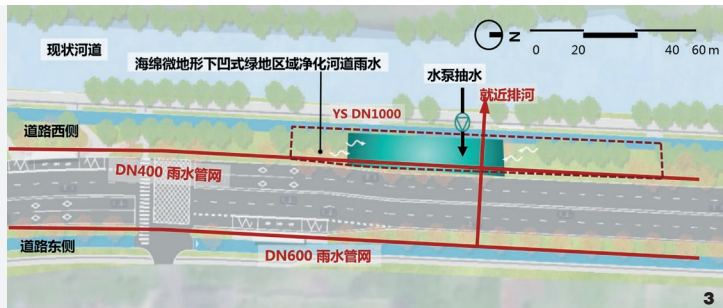 N
0
20
40
60 m
现状河道
海绵微地形下凹式绿地区域净化河道雨水
水泵抽水
就近排河
YS DN1000
道路西侧
DN400 雨水管网
道路东侧
DN600 雨水管网
3